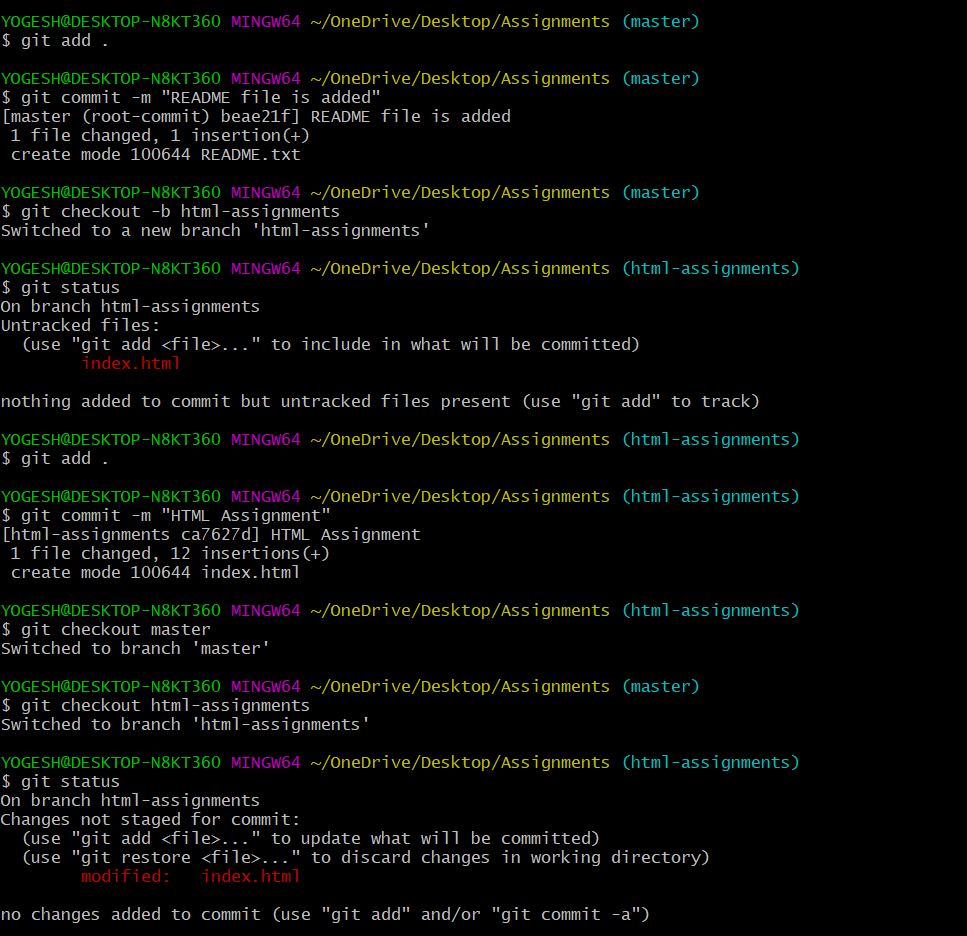 YOGESH@DESKTOP-N8KT36O MINGW64 ~/OneDrive/Desktop/Assignments (master)
$ git add .
YOGESH@DESKTOP-N8KT36O MINGW64 ~/OneDrive/Desktop/Assignments (master)
$ git commit -m "README file is added"
[master (root-commit) beae21f] README file is added
 1 file changed, 1 insertion(+)
 create mode 100644 README.txt
YOGESH@DESKTOP-N8KT36O MINGW64 ~/OneDrive/Desktop/Assignments (master)
$ git checkout -b html-assignments
Switched to a new branch 'html-assignments'
YOGESH@DESKTOP-N8KT36O MINGW64 ~/OneDrive/Desktop/Assignments (html-assignments)
$ git status
On branch html-assignments
Untracked files:
  (use "git add <file>..." to include in what will be committed)
        index.html
nothing added to commit but untracked files present (use "git add" to track)
YOGESH@DESKTOP-N8KT36O MINGW64 ~/OneDrive/Desktop/Assignments (html-assignments)
$ git add .
YOGESH@DESKTOP-N8KT36O MINGW64 ~/OneDrive/Desktop/Assignments (html-assignments)
$ git commit -m "HTML Assignment"
[html-assignments ca7627d] HTML Assignment
 1 file changed, 12 insertions(+)
 create mode 100644 index.html
YOGESH@DESKTOP-N8KT36O MINGW64 ~/OneDrive/Desktop/Assignments (html-assignments)
$ git checkout master
Switched to branch 'master'
YOGESH@DESKTOP-N8KT36O MINGW64 ~/OneDrive/Desktop/Assignments (master)
$ git checkout html-assignments
Switched to branch 'html-assignments'
YOGESH@DESKTOP-N8KT36O MINGW64 ~/OneDrive/Desktop/Assignments (html-assignments)
$ git status
On branch html-assignments
Changes not staged for commit:
  (use "git add <file>..." to update what will be committed)
  (use "git restore <file>..." to discard changes in working directory)
        modified:   index.html
no changes added to commit (use "git add" and/or "git commit -a")